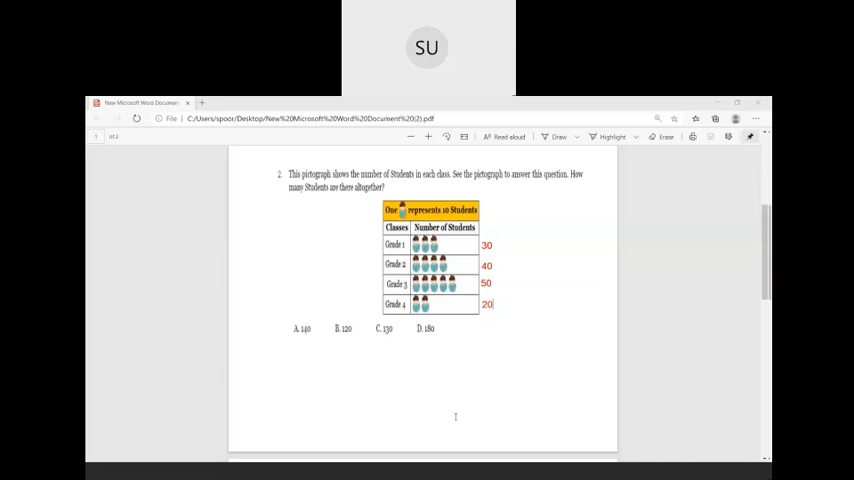 SU
New Microsoft Word Documen
File
C:/Users/spoor/Desktop/New%20Microsoft%20Word%20Document%20(2).pdf
1 of 2
Read aloud
Draw
Highlight
Erase
2. This pictograph shows the number of Students in each class. See the pictograph to answer this question. How
many Students are there altogether?
One represents 10 Students
Classes Number of Students
Grade 1 30
Grade 2 40
Grade 3 50
Grade 4 20
A. 140 B. 120 C. 130 D. 180